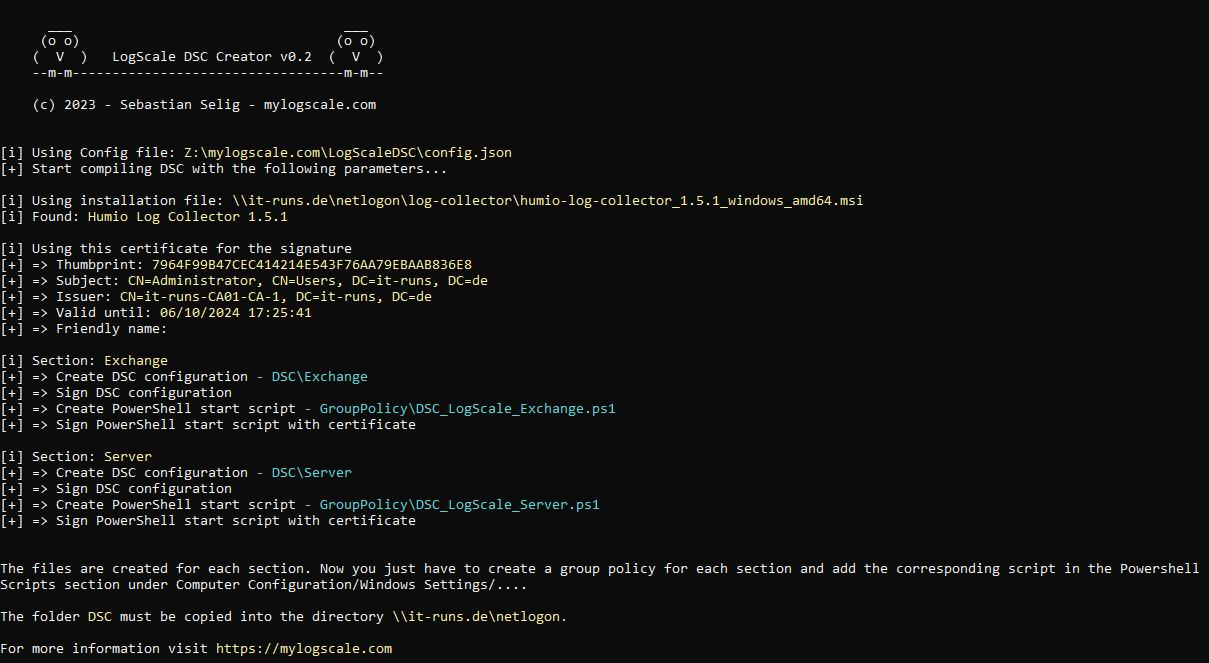 ___                                  ___
  (o o)                                (o o)
 (  V  )   LogScale DSC Creator v0.2  (  V  )
 --m-m----------------------------------m-m--
(c) 2023 - Sebastian Selig - mylogscale.com
[i] Using Config file: Z:\mylogscale.com\LogScaleDSC\config.json
[+] Start compiling DSC with the following parameters...
[i] Using installation file: \\it-runs.de\netlogon\log-collector\humio-log-collector_1.5.1_windows_amd64.msi
[i] Found: Humio Log Collector 1.5.1
[i] Using this certificate for the signature
[+] => Thumbprint: 7964F99B47CEC414214E543F76AA79EBAAB836E8
[+] => Subject: CN=Administrator, CN=Users, DC=it-runs, DC=de
[+] => Issuer: CN=it-runs-CA01-CA-1, DC=it-runs, DC=de
[+] => Valid until: 06/10/2024 17:25:41
[+] => Friendly name:
[i] Section: Exchange
[+] => Create DSC configuration - DSC\Exchange
[+] => Sign DSC configuration
[+] => Create PowerShell start script - GroupPolicy\DSC_LogScale_Exchange.ps1
[+] => Sign PowerShell start script with certificate
[i] Section: Server
[+] => Create DSC configuration - DSC\Server
[+] => Sign DSC configuration
[+] => Create PowerShell start script - GroupPolicy\DSC_LogScale_Server.ps1
[+] => Sign PowerShell start script with certificate
The files are created for each section. Now you just have to create a group policy for each section and add the corresponding script in the Powershell
Scripts section under Computer Configuration/Windows Settings/....
The folder DSC must be copied into the directory \\it-runs.de\netlogon.
For more information visit https://mylogscale.com